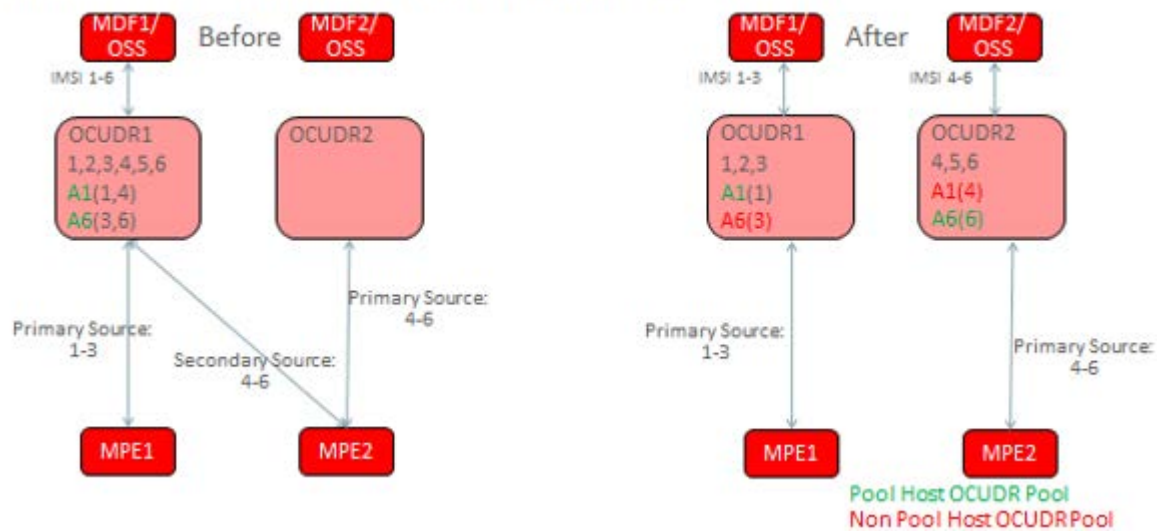 MDF1/
OSS
Before
MDF2/
OSS
IMSI 1-6
OCUDR1
1,2,3,4,5,6
A1(1,4)
A6(3,6)
OCUDR2
Primary Source:
1-3
Secondary Source:
4-6
Primary Source:
4-6
MPE1
MPE2
MDF1/
OSS
After
MDF2/
OSS
IMSI 1-3
IMSI 4-6
OCUDR1
1,2,3
A1(1)
A6(3)
OCUDR2
4,5,6
A1(4)
A6(6)
Primary Source:
1-3
Primary Source:
4-6
MPE1
MPE2
Pool Host OCUDR Pool
Non Pool Host OCUDR Pool